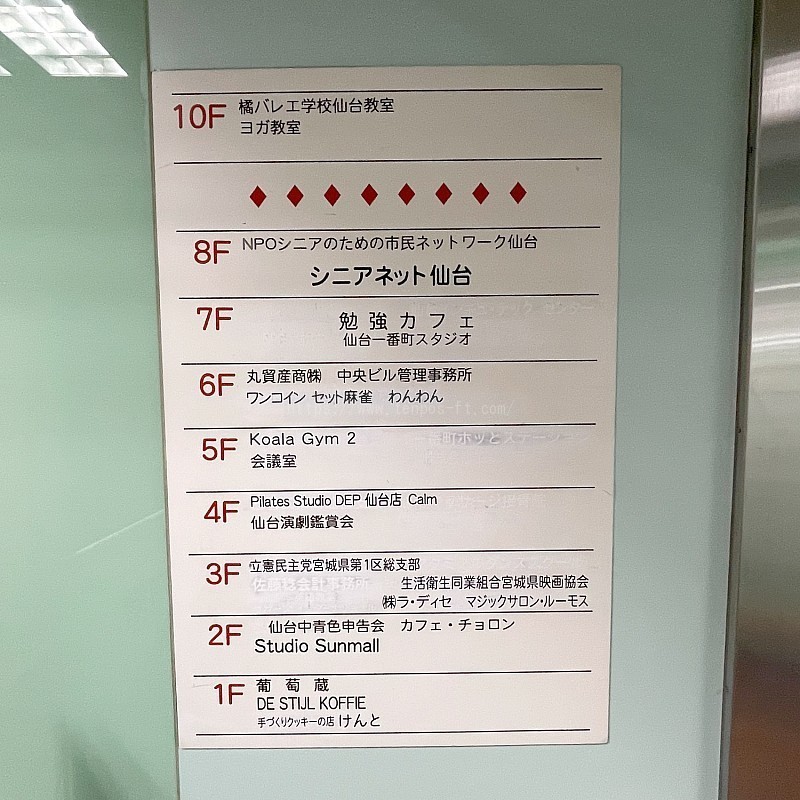 10F 橘バレエ学校仙台教室
ヨガ教室
8F NPOシニアのための市民ネットワーク仙台
シニアネット仙台
7F 勉強カフェ
仙台一番町スタジオ
6F 丸賀産商㈱ 中央ビル管理事務所
ワンコイン セット麻雀 わんわん
5F Koala Gym 2
会議室
4F Pilates Studio DEP 仙台店 Calm
仙台演劇鑑賞会
3F 立憲民主党宮城県第1区総支部
佐藤稔会計事務所 生活衛生同業組合宮城県映画協会
㈱ラ・ディセ マジックサロン・ルーモス
2F 仙台中青色申告会 カフェ・チョロン
Studio Sunmall
1F 葡萄蔵
DE STIJL KOFFIE
手づくりクッキーの店 けんと